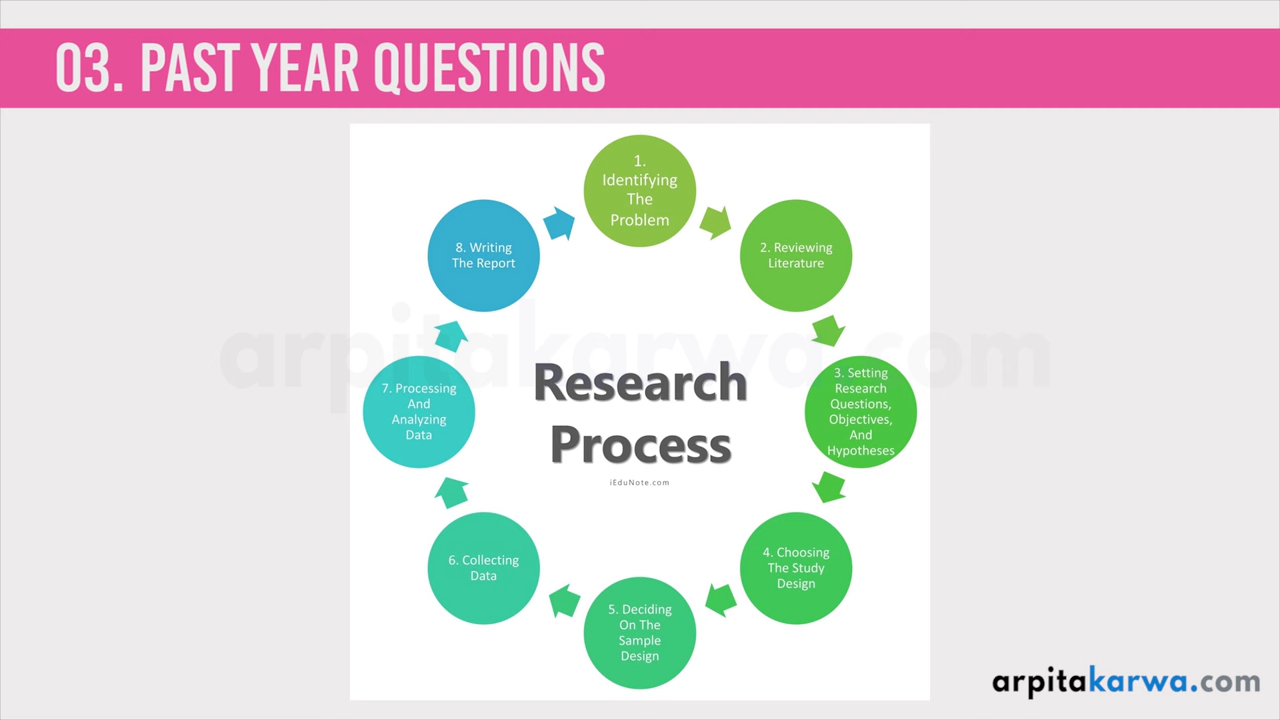 03. PAST YEAR QUESTIONS
1.
Identifying
The
Problem
2. Reviewing
Literature
3. Setting
Research
Questions,
Objectives,
And
Hypotheses
4. Choosing
The Study
Design
5. Deciding
On The
Sample
Design
6. Collecting
Data
7. Processing
And
Analyzing
Data
8. Writing
The Report
Research
Process
iEduNote.com
arpitakarwa.com
arpitakarwa.com